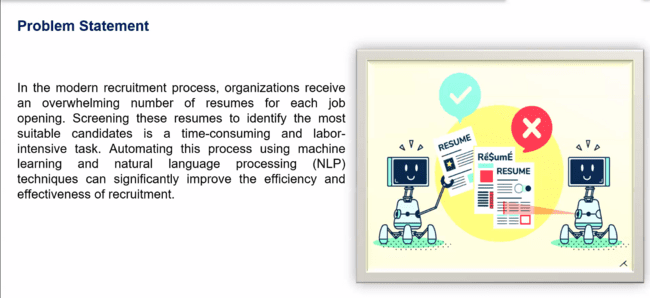 Problem Statement
In the modern recruitment process, organizations receive
an overwhelming number of resumes for each job
opening. Screening these resumes to identify the most
suitable candidates is a time-consuming and labor-
intensive task. Automating this process using machine
learning and natural language processing (NLP)
techniques can significantly improve the efficiency and
effectiveness of recruitment.
RESUME
Rē$umÉ
RESUME